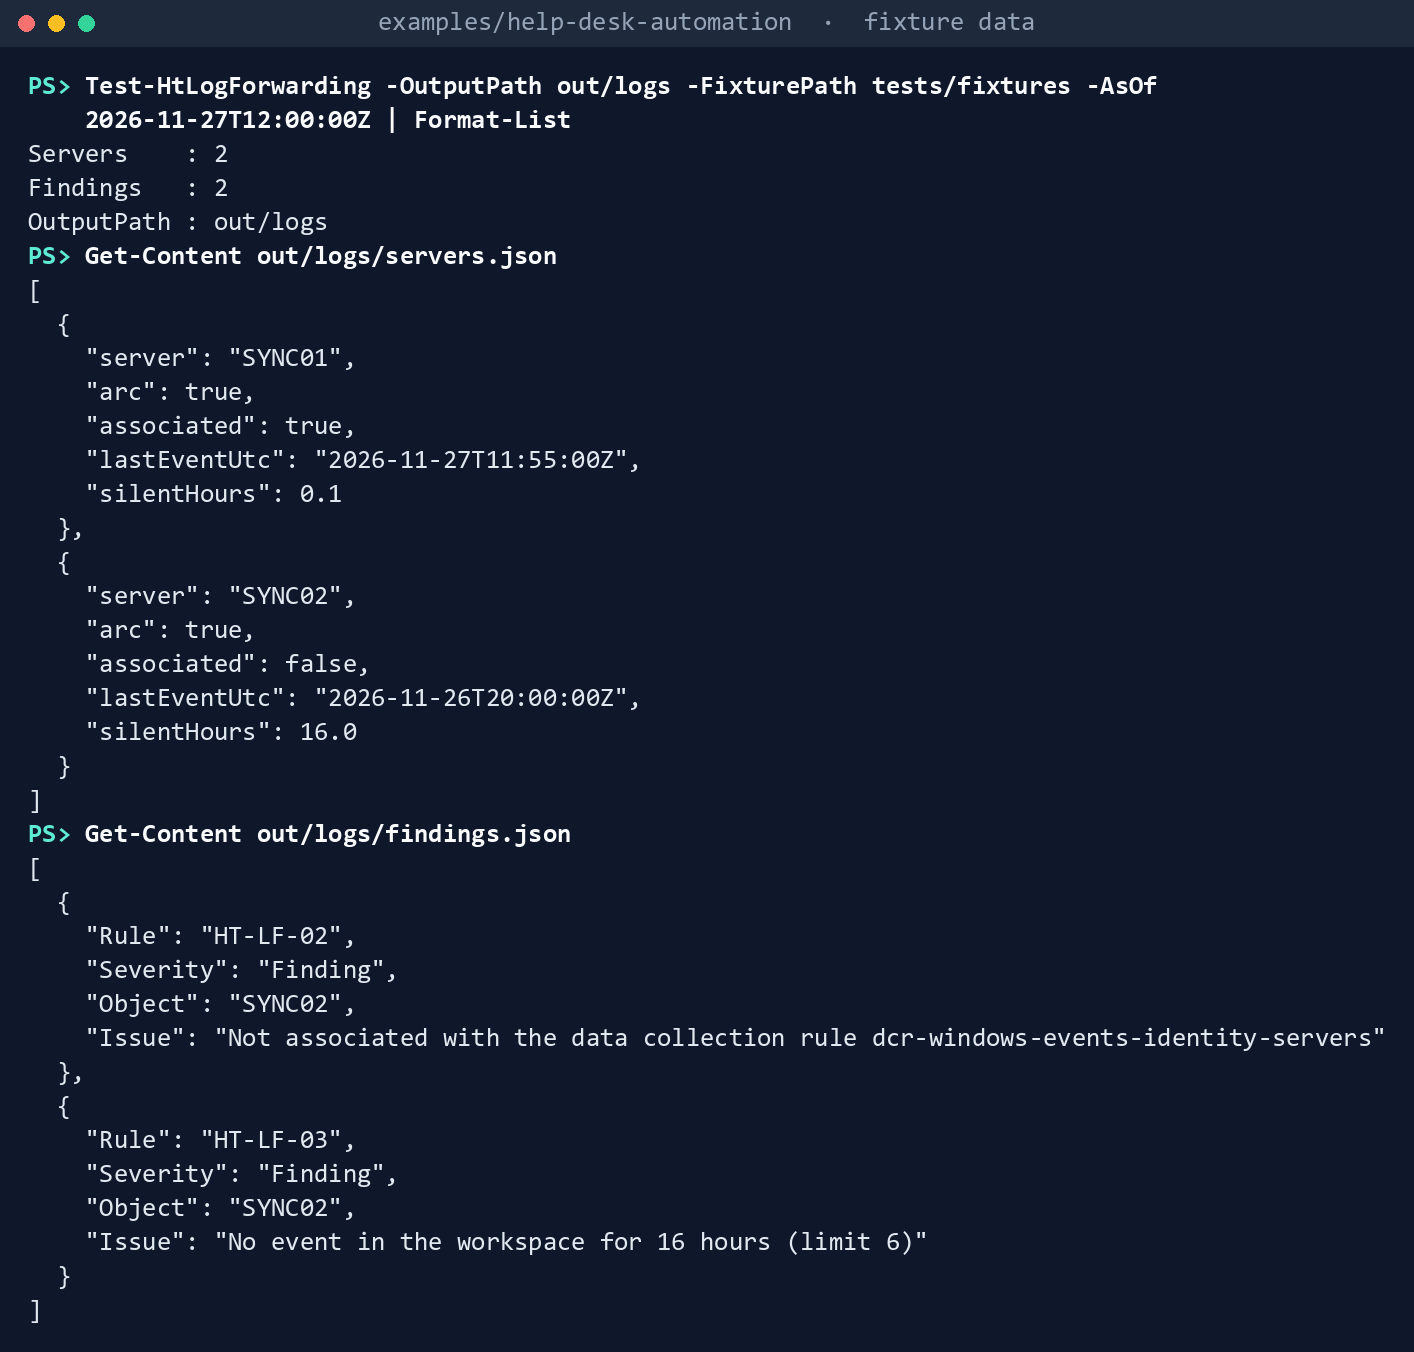 examples/help-desk-automation · fixture data
PS> Test-HtLogForwarding -OutputPath out/logs -FixturePath tests/fixtures -AsOf
    2026-11-27T12:00:00Z | Format-List
Servers    : 2
Findings   : 2
OutputPath : out/logs
PS> Get-Content out/logs/servers.json
[
  {
    "server": "SYNC01",
    "arc": true,
    "associated": true,
    "lastEventUtc": "2026-11-27T11:55:00Z",
    "silentHours": 0.1
  },
  {
    "server": "SYNC02",
    "arc": true,
    "associated": false,
    "lastEventUtc": "2026-11-26T20:00:00Z",
    "silentHours": 16.0
  }
]
PS> Get-Content out/logs/findings.json
[
  {
    "Rule": "HT-LF-02",
    "Severity": "Finding",
    "Object": "SYNC02",
    "Issue": "Not associated with the data collection rule dcr-windows-events-identity-servers"
  },
  {
    "Rule": "HT-LF-03",
    "Severity": "Finding",
    "Object": "SYNC02",
    "Issue": "No event in the workspace for 16 hours (limit 6)"
  }
]